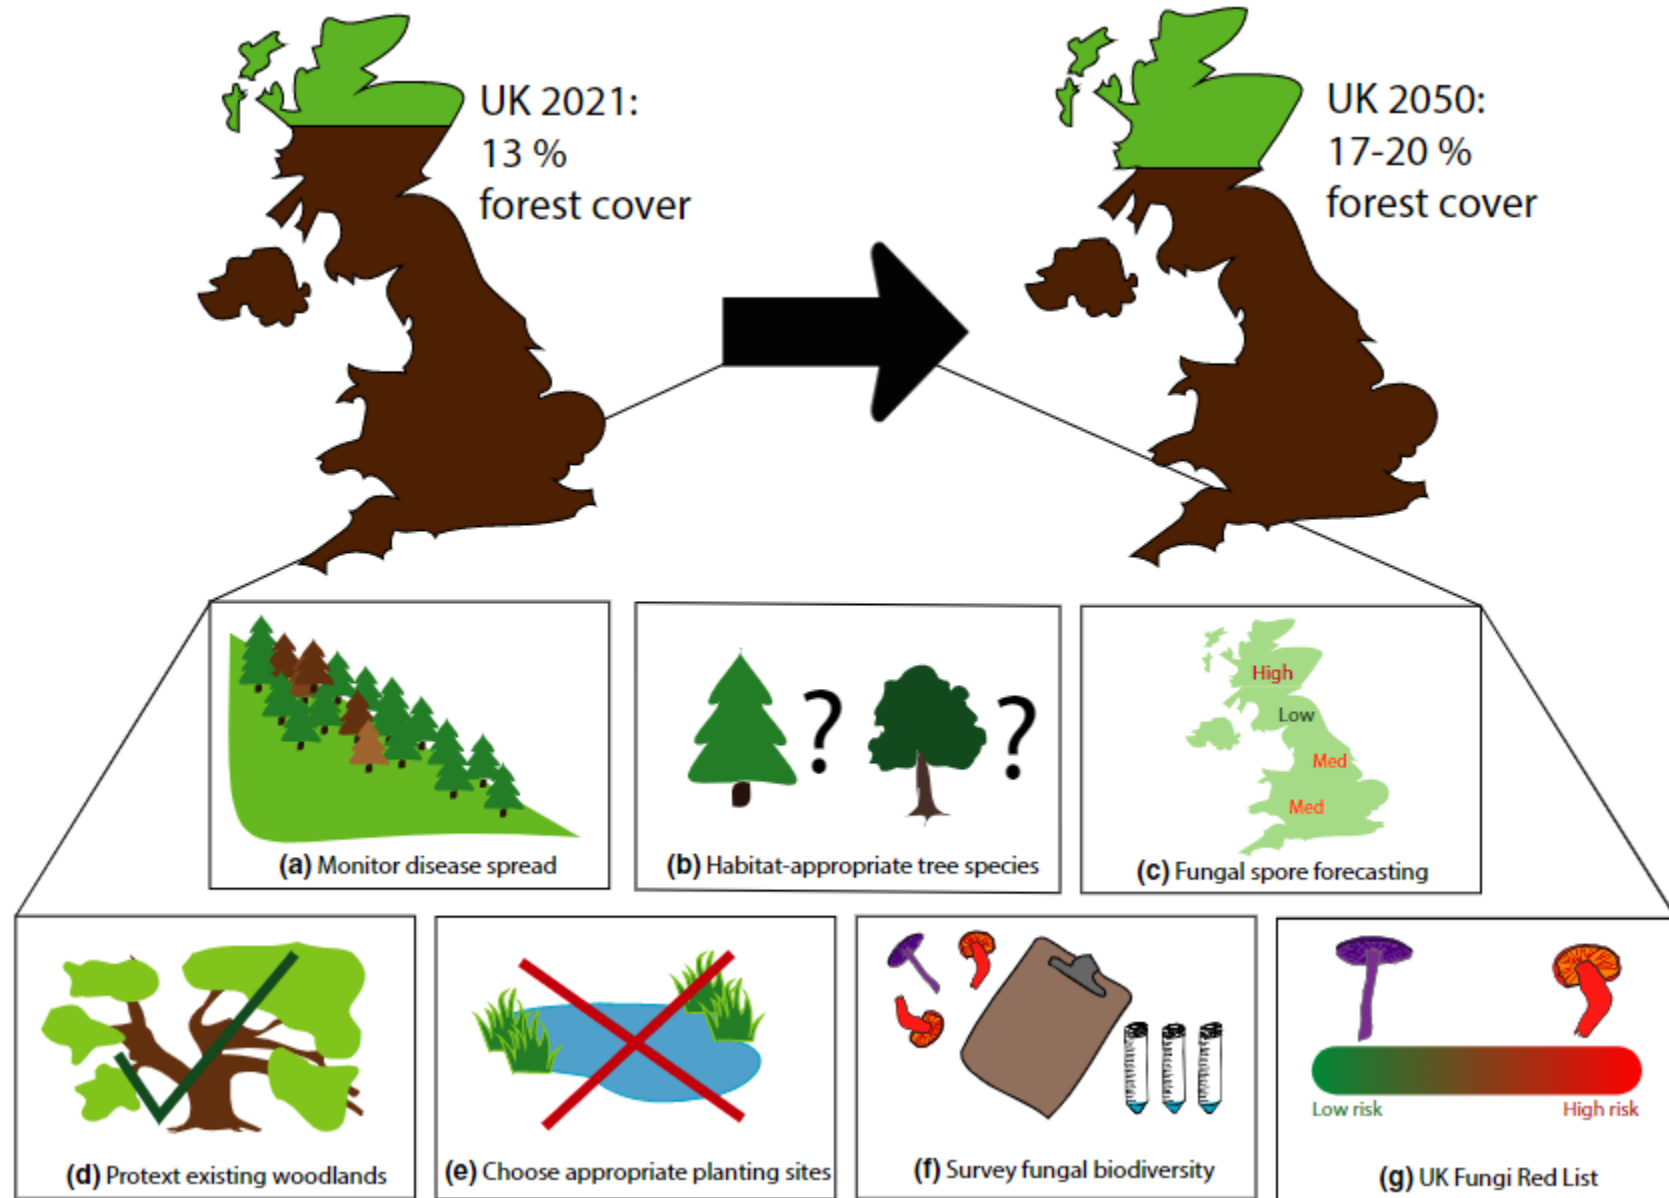 UK 2021:
13 %
forest cover
UK 2050:
17-20 %
forest cover
?
?
High
Low
Med
Med
(a) Monitor disease spread
(b) Habitat-appropriate tree species
(c) Fungal spore forecasting
Low risk
High risk
(d) Protext existing woodlands
(e) Choose appropriate planting sites
(f) Survey fungal biodiversity
(g) UK Fungi Red List